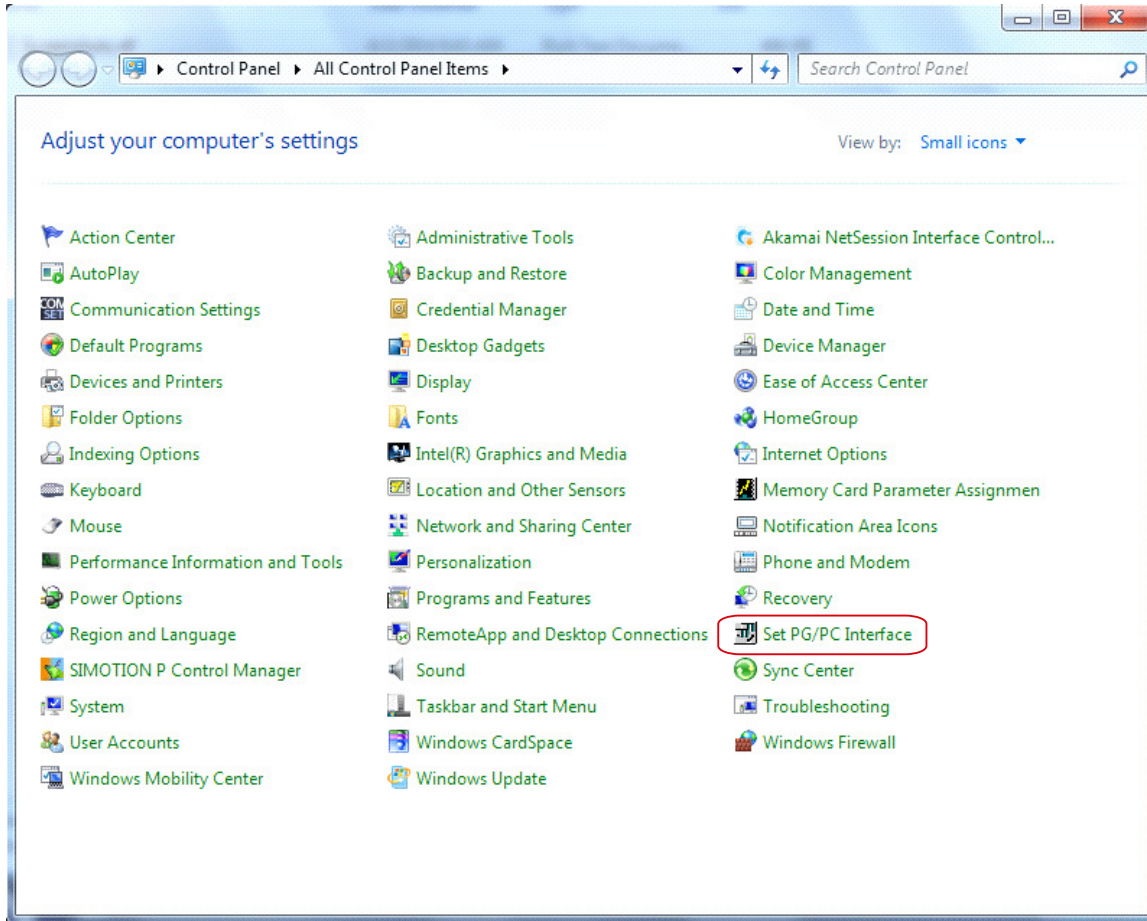 Control Panel All Control Panel Items Search Control Panel
Adjust your computer's settings View by: Small icons
Action Center Administrative Tools Akamai NetSession Interface Control...
AutoPlay Backup and Restore Color Management
COM SET Communication Settings Credential Manager Date and Time
Default Programs Desktop Gadgets Device Manager
Devices and Printers Display Ease of Access Center
Folder Options Fonts HomeGroup
Indexing Options Intel(R) Graphics and Media Internet Options
Keyboard Location and Other Sensors Memory Card Parameter Assignmen
Mouse Network and Sharing Center Notification Area Icons
Performance Information and Tools Personalization Phone and Modem
Power Options Programs and Features Recovery
Region and Language RemoteApp and Desktop Connections Set PG/PC Interface
SIMOTION P Control Manager Sound Sync Center
System Taskbar and Start Menu Troubleshooting
User Accounts Windows CardSpace Windows Firewall
Windows Mobility Center Windows Update